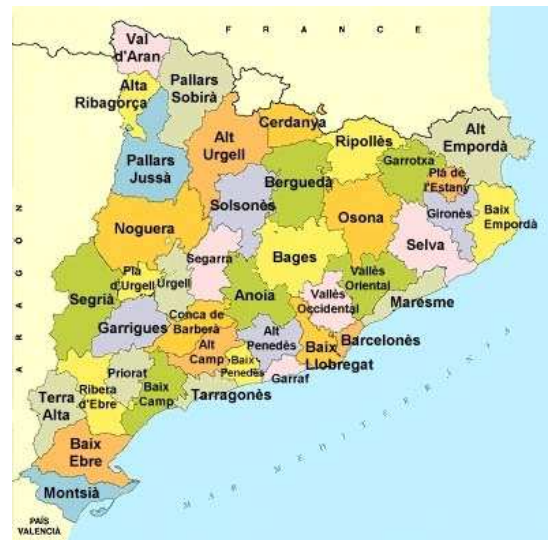 F R A N C E
Val
d'Aran
Alta
Ribagorça
Pallars
Sobirà
Pallars
Jussà
Alt
Urgell
Cerdanya
Ripollès
Garrotxa
Alt
Empordà
Plá de
l'Estany
Berguedà
Solsonès
Osona
Gironès
Baix
Empordà
Noguera
Selva
Segarra
Bages
Vallès
Oriental
Pla
d'Urgell
Urgell
Segrià
Anoia
Vallès
Occidental
Maresme
A R A G Ó N
Garrigues
Conca de
Barberà
Alt
Penedès
Barcelonès
Baix
Llobregat
Alt
Camp
Baix
Penedès
Garraf
Priorat
Ribera
d'Ebre
Baix
Camp
Tarragonès
Terra
Alta
Baix
Ebre
Montsià
PAÍS
VALENCIÀ
MAR MEDITERRÀNIA